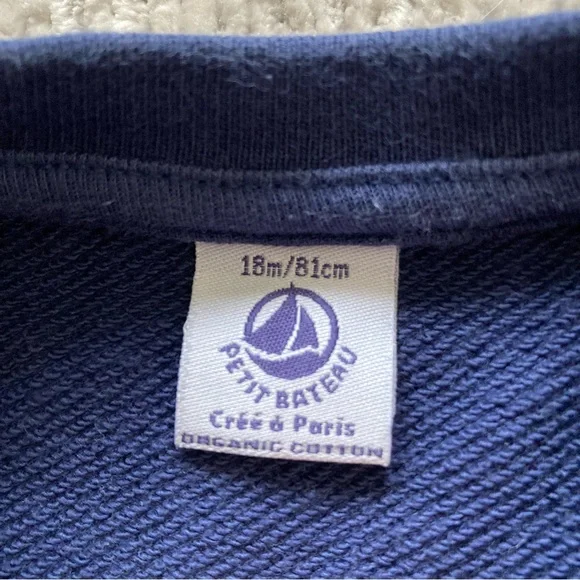 18m/81cm
PETIT BATEAU
Créé à Paris
ORGANIC COTTON